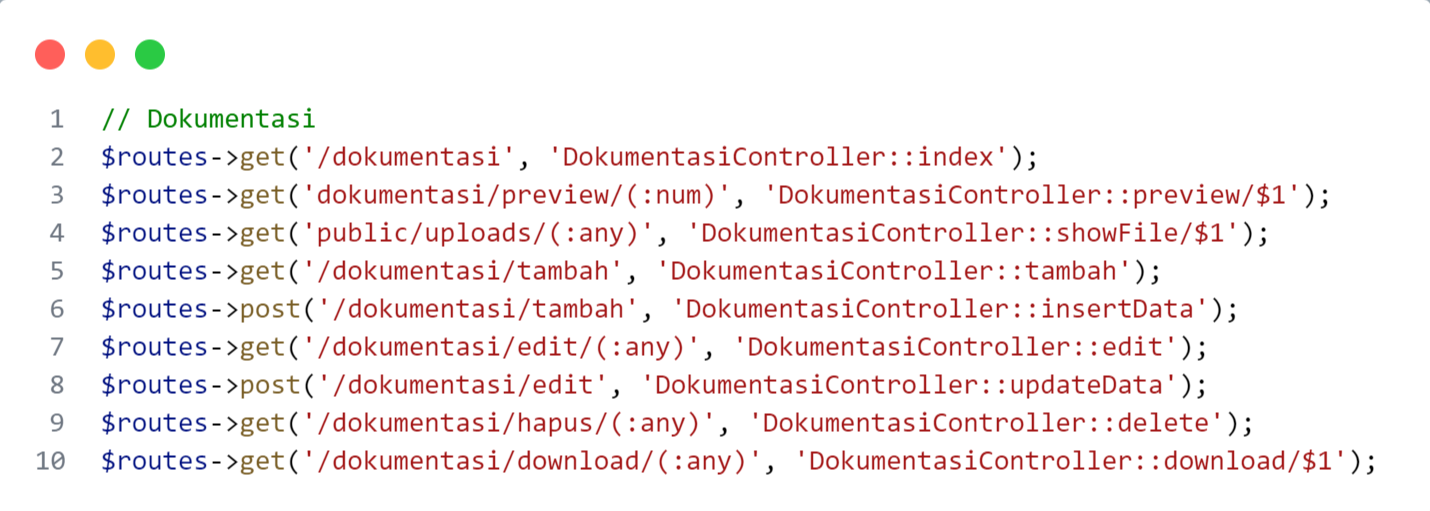 1 // Dokumentasi
2 $routes->get('/dokumentasi', 'DokumentasiController::index');
3 $routes->get('dokumentasi/preview/(:num)', 'DokumentasiController::preview/$1');
4 $routes->get('public/uploads/(:any)', 'DokumentasiController::showFile/$1');
5 $routes->get('/dokumentasi/tambah', 'DokumentasiController::tambah');
6 $routes->post('/dokumentasi/tambah', 'DokumentasiController::insertData');
7 $routes->get('/dokumentasi/edit/(:any)', 'DokumentasiController::edit');
8 $routes->post('/dokumentasi/edit', 'DokumentasiController::updateData');
9 $routes->get('/dokumentasi/hapus/(:any)', 'DokumentasiController::delete');
10 $routes->get('/dokumentasi/download/(:any)', 'DokumentasiController::download/$1');